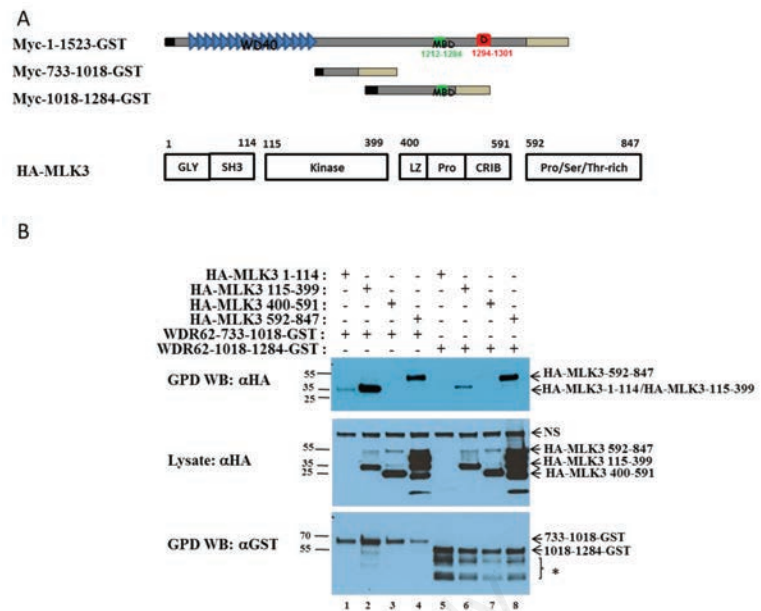 A
Myc-1-1523-GST WD40 MBD D
1212-1284 1294-1301
Myc-733-1018-GST
Myc-1018-1284-GST MBD
1 114 115 399 400 591 592 847
HA-MLK3 GLY SH3 Kinase LZ Pro CRIB Pro/Ser/Thr-rich
B
HA-MLK3 1-114 : + - - - + - - -
HA-MLK3 115-399 : - + - - - + - -
HA-MLK3 400-591 : - - + - - - + -
HA-MLK3 592-847 : - - - + - - - +
WDR62-733-1018-GST : + + + + - - - -
WDR62-1018-1284-GST : - - - - + + + +
GPD WB: αHA 55 35 25 HA-MLK3-592-847
HA-MLK3-1-114/HA-MLK3-115-399
NS
Lysate: αHA 55 35 25 HA-MLK3 592-847
HA-MLK3 115-399
HA-MLK3 400-591
GPD WB: αGST 70 55 733-1018-GST
1018-1284-GST
*
1 2 3 4 5 6 7 8